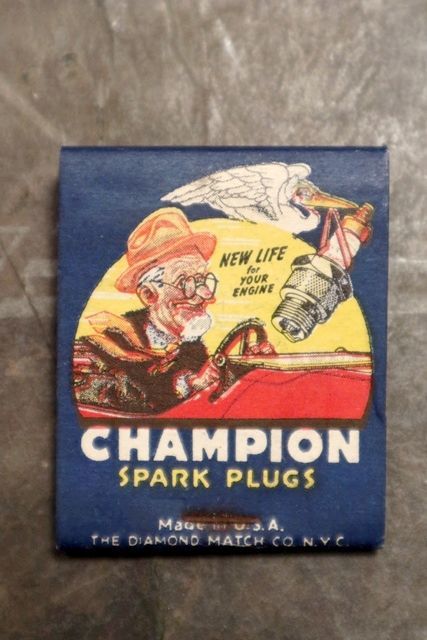 NEW LIFE
for
YOUR
ENGINE
CHAMPION
SPARK PLUGS
Made in U.S.A.
THE DIAMOND MATCH CO. N.Y.C.